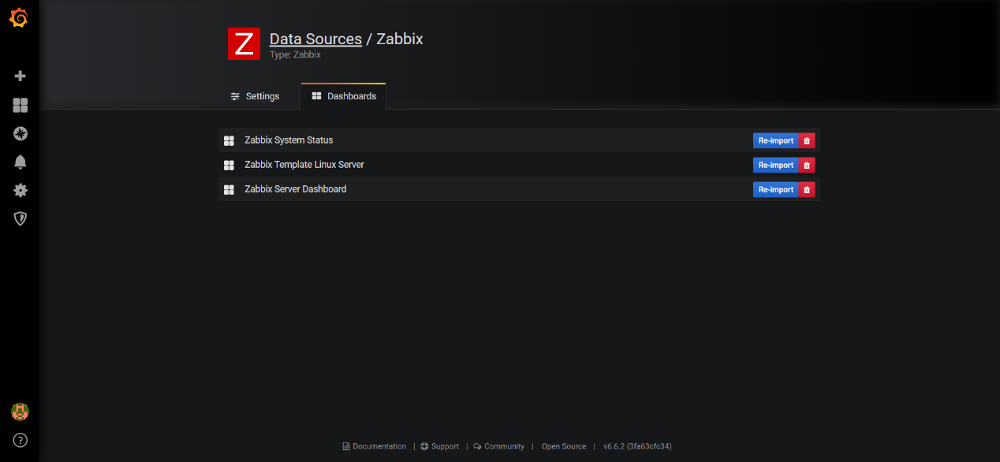 Z
Data Sources / Zabbix
Type: Zabbix
Settings
Dashboards
Zabbix System Status
Re-import
Zabbix Template Linux Server
Re-import
Zabbix Server Dashboard
Re-import
?
Documentation | Support | Community | Open Source | v6.6.2 (3fa63cfc34)